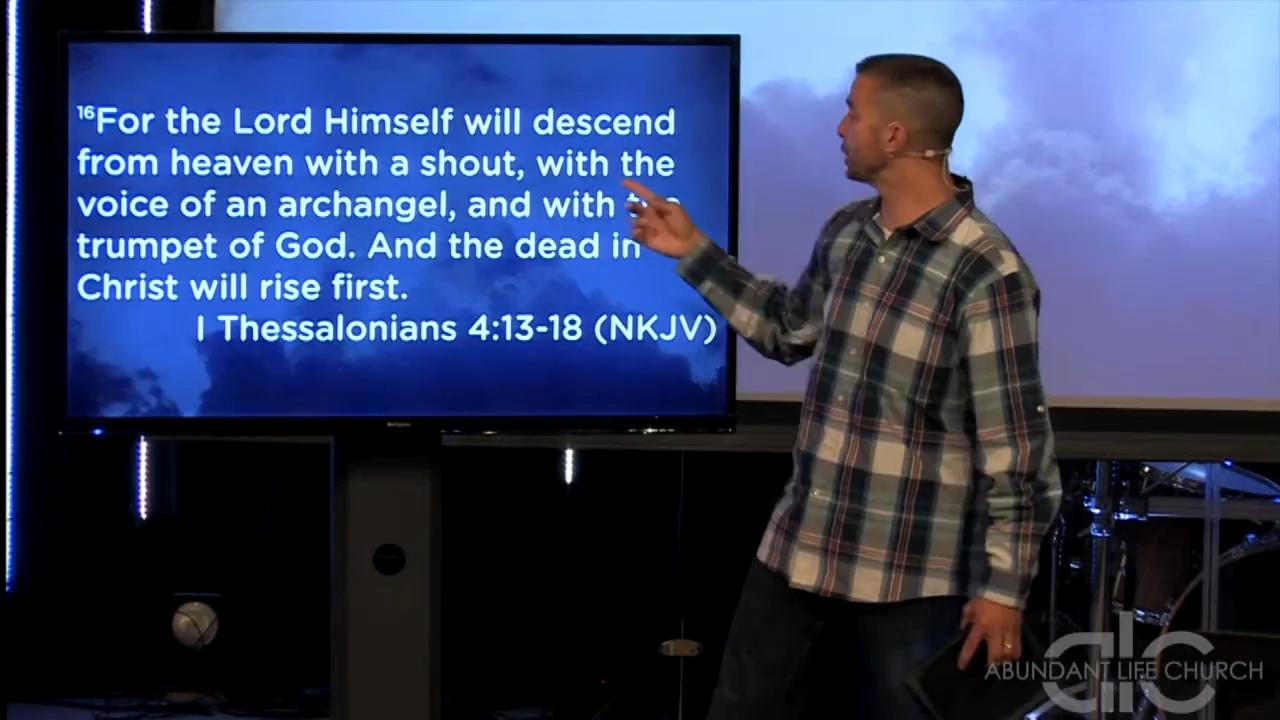 ¹⁶For the Lord Himself will descend
from heaven with a shout, with the
voice of an archangel, and with
trumpet of God. And the dead in
Christ will rise first.
I Thessalonians 4:13-18 (NKJV)
alc
ABUNDANT LIFE CHURCH